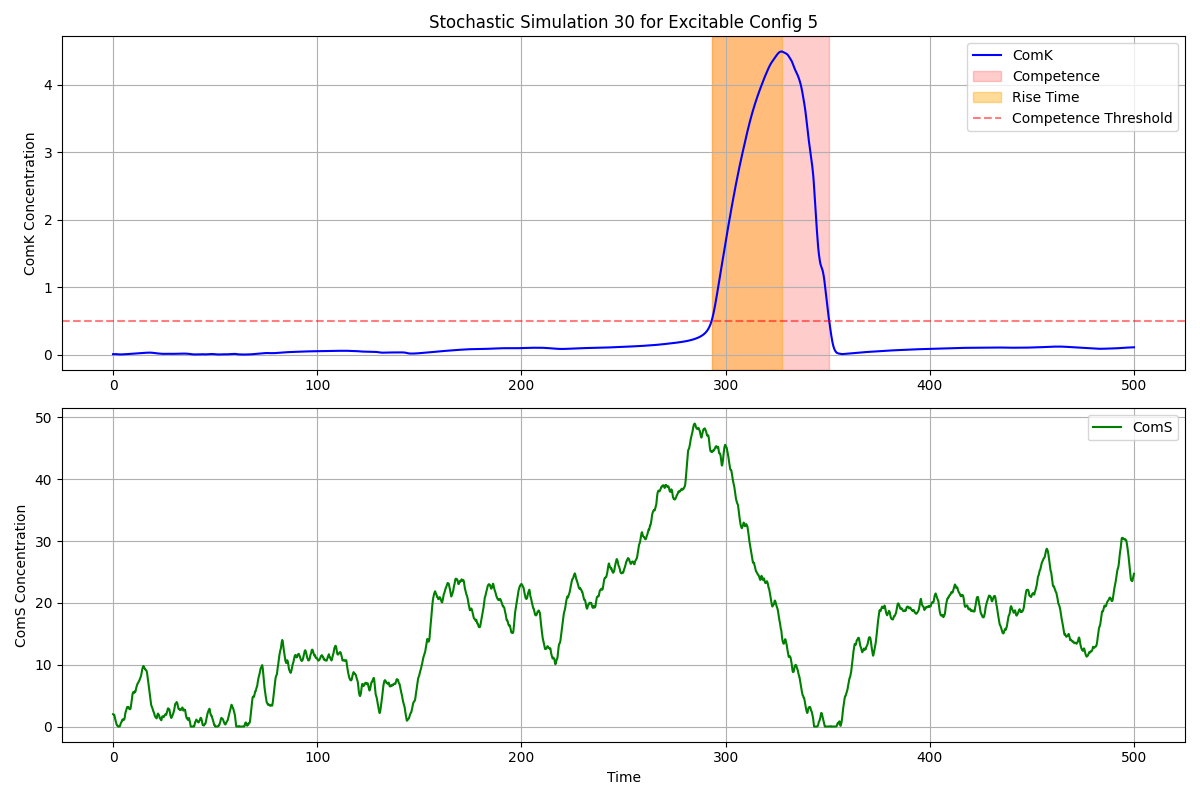 Stochastic Simulation 30 for Excitable Config 5
ComK Concentration
4
3
2
1
0
ComK
Competence
Rise Time
Competence Threshold
0 100 200 300 400 500
ComS Concentration
50
40
30
20
10
0
ComS
0 100 200 300 400 500
Time